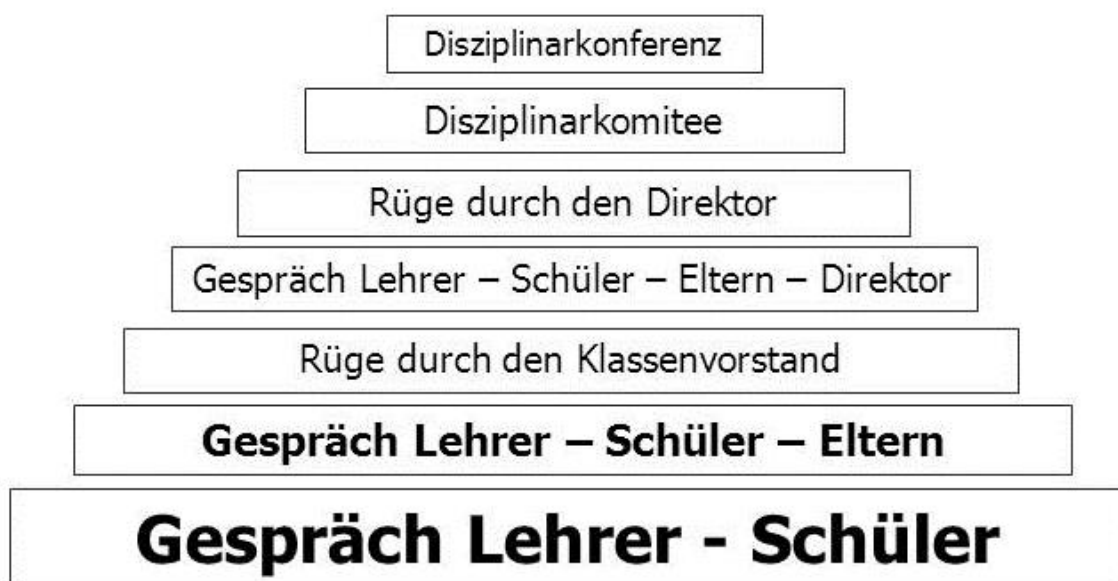 Disziplinarkonferenz
Disziplinarkomitee
Rüge durch den Direktor
Gespräch Lehrer – Schüler – Eltern – Direktor
Rüge durch den Klassenvorstand
Gespräch Lehrer – Schüler – Eltern
Gespräch Lehrer - Schüler